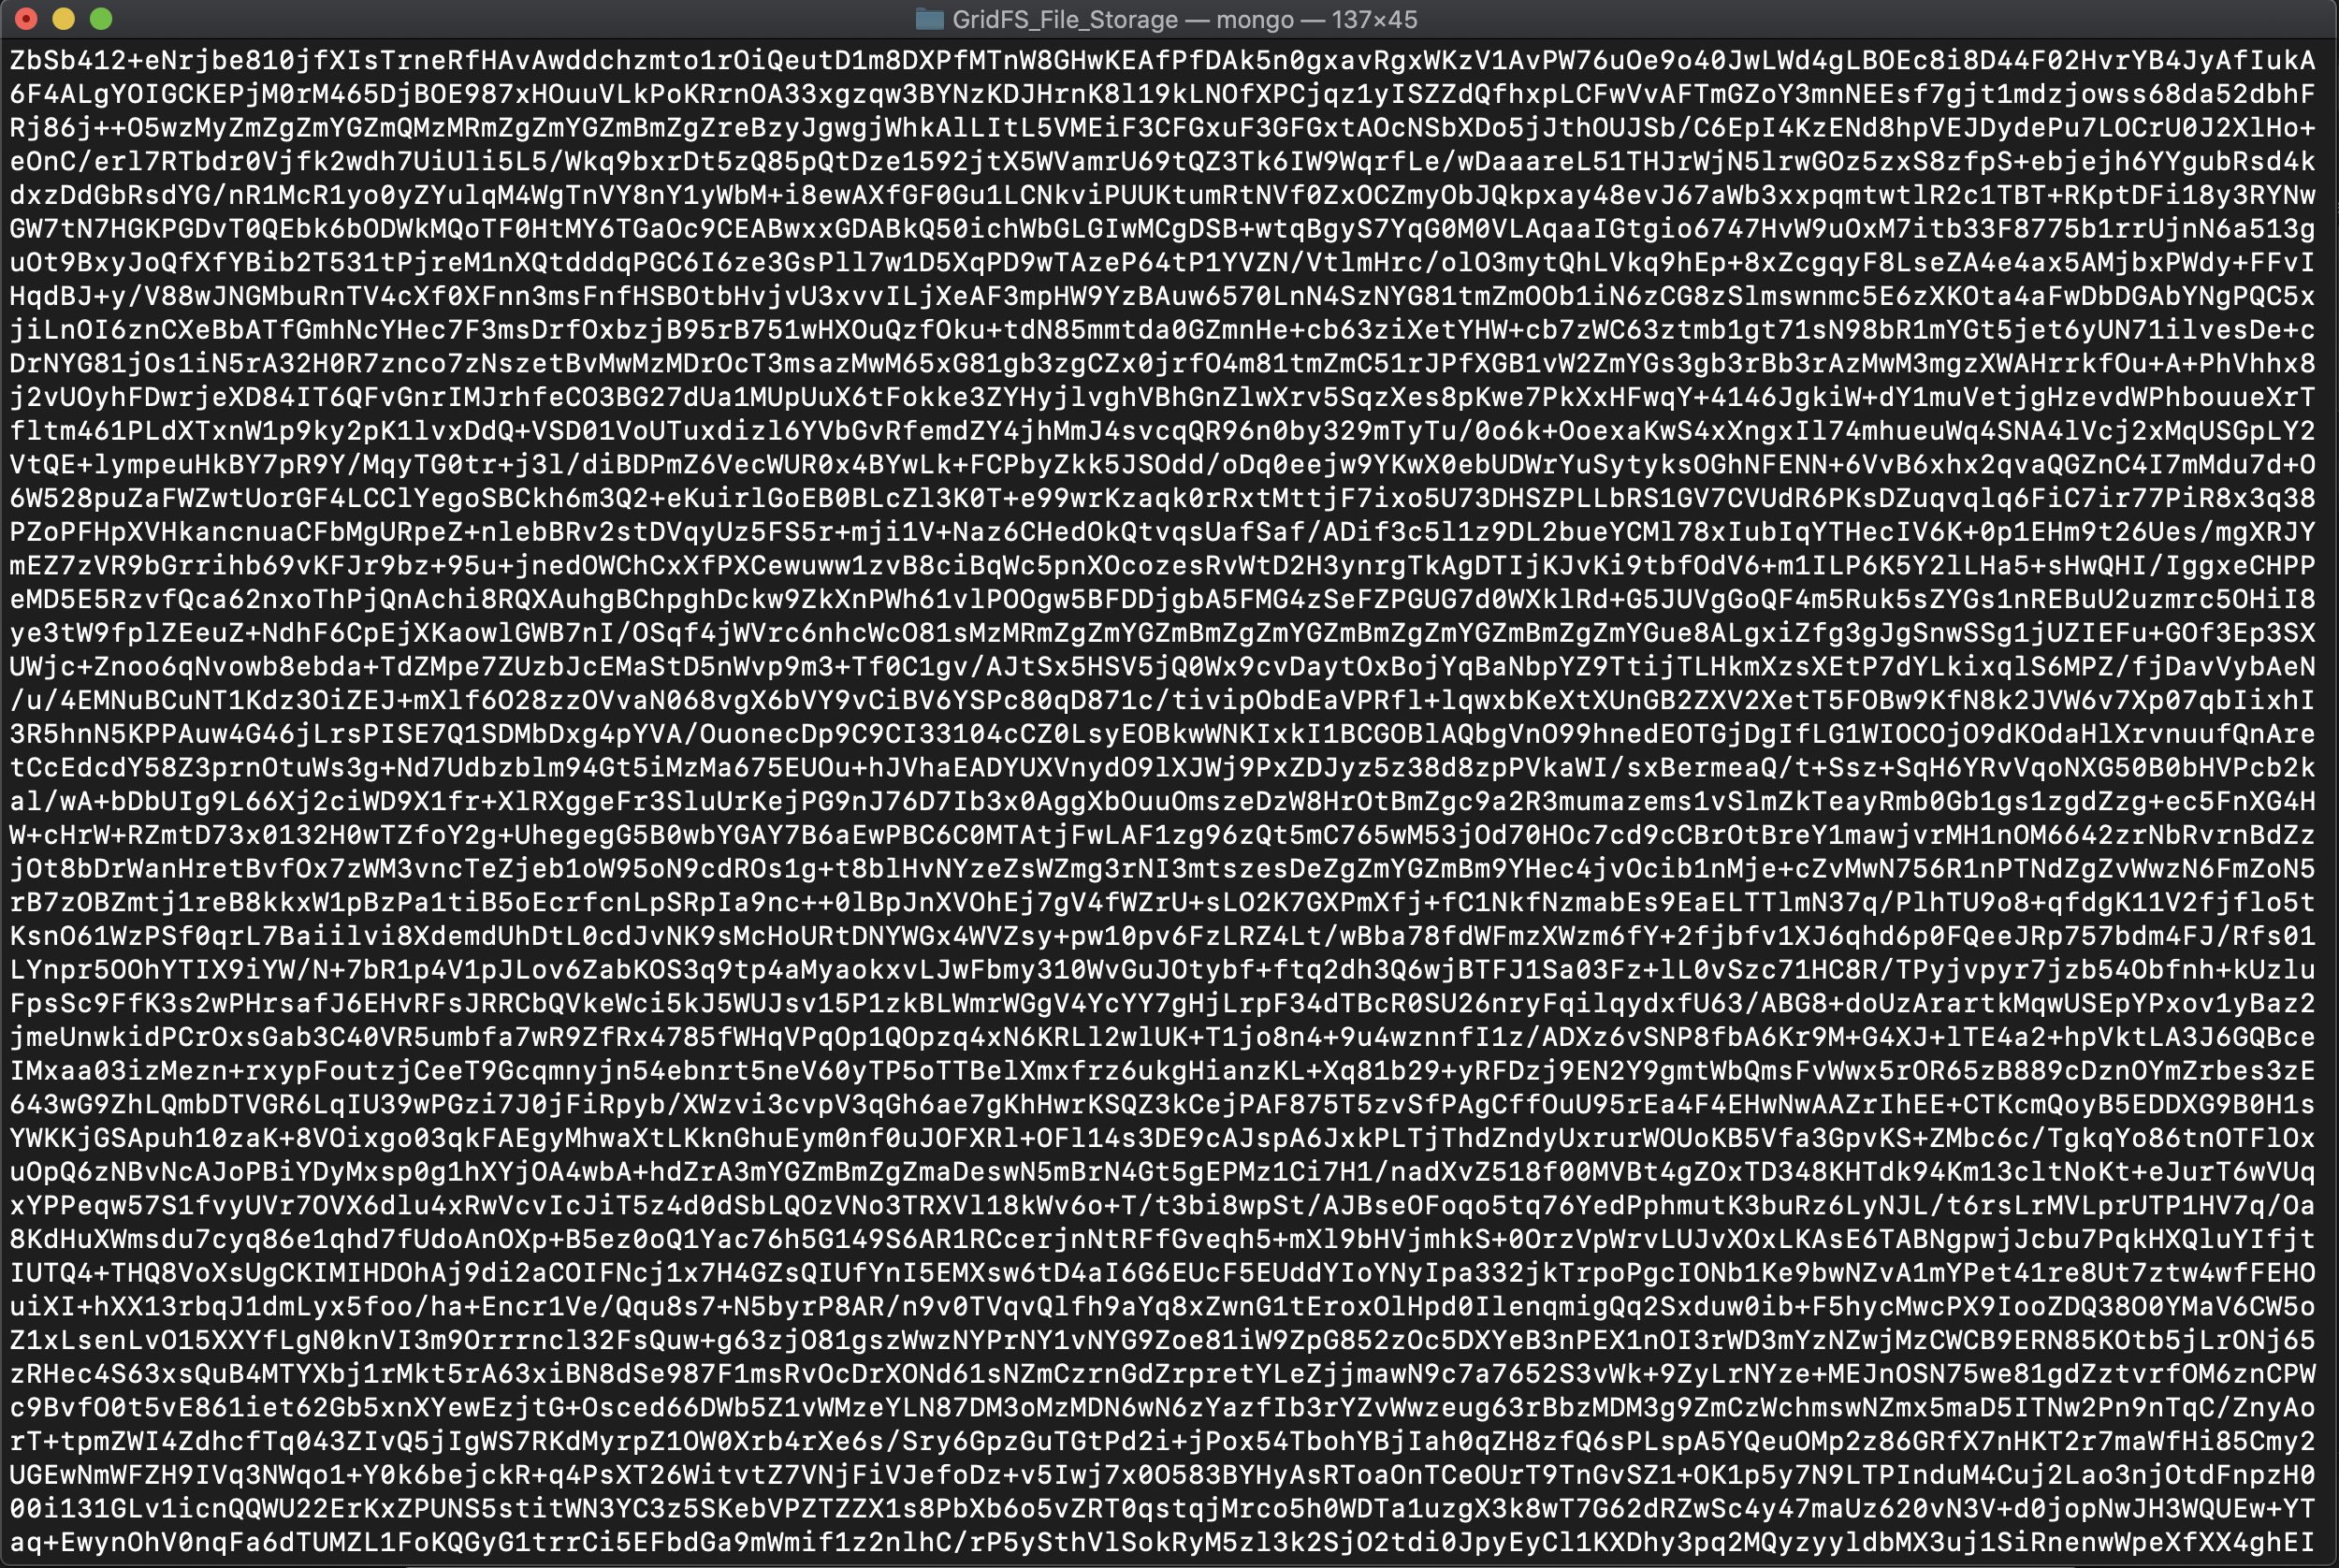 GridFS_File_Storage — mongo — 137×45
ZbSb412+eNrjbe810jfXIsTrneRfHAvAwddchzmto1rOiQeutD1m8DXPfMTnW8GHwKEAfPfDAk5n0gxavRgxWKzV1AvPW76uOe9o40JwLWd4gLBOEc8i8D44F02HvrYB4JyAfIukA
6F4ALgYOIGCKEPjM0rM465DjBOE987xHOuuVLkPoKRrnOA33xgzqw3BYNzKDJHrnK8l19kLNOfXPCjqz1yISZZdQfhxpLCFwVvAFTmGZoY3mnNEEsf7gjt1mdzjowss68da52dbhF
Rj86j++O5wzMyZmZgZmYGZmQMzMRmZgZmYGZmBmZgZreBzyJgwgjWhkAlLItL5VMEiF3CFGxuF3GFGxtAOcNSbXDo5jJthOUJSb/C6EpI4KzENd8hpVEJDydePu7LOCrU0J2XlHo+
eOnC/erl7RTbdr0Vjfk2wdh7UiUli5L5/Wkq9bxrDt5zQ85pQtDze1592jtX5WVamrU69tQZ3Tk6IW9WqrfLe/wDaaareL51THJrWjN5lrwGOz5zxS8zfpS+ebjejh6YYgubRsd4k
dxzDdGbRsdYG/nR1McR1yo0yZYulqM4WgTnVY8nY1yWbM+i8ewAXfGF0Gu1LCNkviPUUKtumRtNVf0ZxOCZmyObJQkpxay48evJ67aWb3xxpqmtwtlR2c1TBT+RKptDFi18y3RYNw
GW7tN7HGKPGDvT0QEbk6bODWkMQoTF0HtMY6TGaOc9CEABwxxGDABkQ50ichWbGLGIwMCgDSB+wtqBgyS7YqG0M0VLAqaaIGtgio6747HvW9uOxM7itb33F8775b1rrUjnN6a513g
uOt9BxyJoQfXfYBib2T531tPjreM1nXQtdddqPGC6I6ze3GsPll7w1D5XqPD9wTAzeP64tP1YVZN/VtlmHrc/olO3mytQhLVkq9hEp+8xZcgqyF8LseZA4e4ax5AMjbxPWdy+FFvI
HqdBJ+y/V88wJNGMbuRnTV4cXf0XFnn3msFnfHSBOtbHvjvU3xvvILjXeAF3mpHW9YzBAuw6570LnN4SzNYG81tmZmOOb1iN6zCG8zSlmswnmc5E6zXKOta4aFwDbDGAbYNgPQC5x
jiLnOI6znCXeBbATfGmhNcYHec7F3msDrfOxbzjB95rB751wHXOuQzfOku+tdN85mmtda0GZmnHe+cb63ziXetYHW+cb7zWC63ztmb1gt71sN98bR1mYGt5jet6yUN71ilvesDe+c
DrNYG81jOs1iN5rA32H0R7znco7zNszetBvMwMzMDrOcT3msazMwM65xG81gb3zgCZx0jrfO4m81tmZmC51rJPfXGB1vW2ZmYGs3gb3rBb3rAzMwM3mgzXWAHrrkfOu+A+PhVhhx8
j2vUOyhFDwrjeXD84IT6QFvGnrIMJrhfeCO3BG27dUa1MUpUuX6tFokke3ZYHyjlvghVBhGnZlwXrv5SqzXes8pKwe7PkXxHFwqY+4146JgkiW+dY1muVetjgHzevdWPhbouueXrT
fltm461PLdXTxnW1p9ky2pK1lvxDdQ+VSD01VoUTuxdizl6YVbGvRfemdZY4jhMmJ4svcqQR96n0by329mTyTu/0o6k+OoexaKwS4xXngxIl74mhueuWq4SNA4lVcj2xMqUSGpLY2
VtQE+lympeuHkBY7pR9Y/MqyTG0tr+j3l/diBDPmZ6VecWUR0x4BYwLk+FCPbyZkk5JSOdd/oDq0eejw9YKwX0ebUDWrYuSytyksOGhNFENN+6VvB6xhx2qvaQGZnC4I7mMdu7d+O
6W528puZaFWZwtUorGF4LCClYegoSBCkh6m3Q2+eKuirlGoEB0BLcZl3K0T+e99wrKzaqk0rRxtMttjF7ixo5U73DHSZPLLbRS1GV7CVUdR6PKsDZuqvqlq6FiC7ir77PiR8x3q38
PZoPFHpXVHkancnuaCFbMgURpeZ+nlebBRv2stDVqyUz5FS5r+mji1V+Naz6CHedOkQtvqsUafSaf/ADif3c5l1z9DL2bueYCMl78xIubIqYTHecIV6K+0p1EHm9t26Ues/mgXRJY
mEZ7zVR9bGrrihb69vKFJr9bz+95u+jnedOWChCxXfPXCewuww1zvB8ciBqWc5pnXOcozesRvWtD2H3ynrgTkAgDTIjKJvKi9tbfOdV6+m1ILP6K5Y2lLHa5+sHwQHI/IggxeCHPP
eMD5E5RzvfQca62nxoThPjQnAchi8RQXAuhgBChpghDckw9ZkXnPWh61vlPOOgw5BFDDjgbA5FMG4zSeFZPGUG7d0WXklRd+G5JUVgGoQF4m5Ruk5sZYGs1nREBuU2uzmrc5OHiI8
ye3tW9fplZEeuZ+NdhF6CpEjXKaowlGWB7nI/OSqf4jWVrc6nhcWcO81sMzMRmZgZmYGZmBmZgZmYGZmBmZgZmYGZmBmZgZmYGue8ALgxiZfg3gJgSnwSSg1jUZIEFu+GOf3Ep3SX
UWjc+Znoo6qNvowb8ebda+TdZMpe7ZUzbJcEMaStD5nWvp9m3+Tf0C1gv/AJtSx5HSV5jQ0Wx9cvDaytOxBojYqBaNbpYZ9TtijTLHkmXzsXEtP7dYLkixqlS6MPZ/fjDavVybAeN
/u/4EMNuBCuNT1Kdz3OiZEJ+mXlf6O28zzOVvaN068vgX6bVY9vCiBV6YSPc80qD871c/tivipObdEaVPRfl+lqwxbKeXtXUnGB2ZXV2XetT5FOBw9KfN8k2JVW6v7Xp07qbIixhI
3R5hnN5KPPAuw4G46jLrsPISE7Q1SDMbDxg4pYVA/OuonecDp9C9CI33104cCZ0LsyEOBkwWNKIxkI1BCGOBlAQbgVnO99hnedEOTGjDgIfLG1WIOCOjO9dKOdaHlXrvnuufQnAre
tCcEdcdY58Z3prnOtuWs3g+Nd7Udbzblm94Gt5iMzMa675EUOu+hJVhaEADYUXVnydO9lXJWj9PxZDJyz5z38d8zpPVkaWI/sxBermeaQ/t+Ssz+SqH6YRvVqoNXG50B0bHVPcb2k
al/wA+bDbUIg9L66Xj2ciWD9X1fr+XlRXggeFr3SluUrKejPG9nJ76D7Ib3x0AggXbOuuOmszeDzW8HrOtBmZgc9a2R3mumazems1vSlmZkTeayRmb0Gb1gs1zgdZzg+ec5FnXG4H
W+cHrW+RZmtD73x0132H0wTZfoY2g+UhegegG5B0wbYGAY7B6aEwPBC6C0MTAtjFwLAF1zg96zQt5mC765wM53jOd70HOc7cd9cCBrOtBreY1mawjvrMH1nOM6642zrNbRvrnBdZz
jOt8bDrWanHretBvfOx7zWM3vncTeZjeb1oW95oN9cdROs1g+t8blHvNYzeZsWZmg3rNI3mtszesDeZgZmYGZmBm9YHec4jvOcib1nMje+cZvMwN756R1nPTNdZgZvWwzN6FmZoN5
rB7zOBZmtj1reB8kkxW1pBzPa1tiB5oEcrfcnLpSRpIa9nc++0lBpJnXVOhEj7gV4fWZrU+sLO2K7GXPmXfj+fC1NkfNzmabEs9EaELTTlmN37q/PlhTU9o8+qfdgK11V2fjflo5t
KsnO61WzPSf0qrL7Baiilvi8XdemdUhDtL0cdJvNK9sMcHoURtDNYWGx4WVZsy+pw10pv6FzLRZ4Lt/wBba78fdWFmzXWzm6fY+2fjbfv1XJ6qhd6p0FQeeJRp757bdm4FJ/Rfs01
LYnpr5OOhYTIX9iYW/N+7bR1p4V1pJLov6ZabKOS3q9tp4aMyaokxvLJwFbmy310WvGuJOtybf+ftq2dh3Q6wjBTFJ1Sa03Fz+lL0vSzc71HC8R/TPyjvpyr7jzb54Obfnh+kUzlu
FpsSc9FfK3s2wPHrsafJ6EHvRFsJRRCbQVkeWci5kJ5WUJsv15P1zkBLWmrWGgV4YcYY7gHjLrpF34dTBcR0SU26nryFqilqydxfU63/ABG8+doUzArartkMqwUSEpYPxov1yBaz2
jmeUnwkidPCrOxsGab3C40VR5umbfa7wR9ZfRx4785fWHqVPqOp1QOpzq4xN6KRLl2wlUK+T1jo8n4+9u4wznnfI1z/ADXz6vSNP8fbA6Kr9M+G4XJ+lTE4a2+hpVktLA3J6GQBce
IMxaa03izMezn+rxypFoutzjCeeT9Gcqmnyjn54ebnrt5neV60yTP5oTTBelXmxfrz6ukgHianzKL+Xq81b29+yRFDzj9EN2Y9gmtWbQmsFvWwx5rOR65zB889cDznOYmZrbes3zE
643wG9ZhLQmbDTVGR6LqIU39wPGzi7J0jFiRpyb/XWzvi3cvpV3qGh6ae7gKhHwrKSQZ3kCejPAF875T5zvSfPAgCffOuU95rEa4F4EHwNwAAZrIhEE+CTKcmQoyB5EDDXG9B0H1s
YWKKjGSApuh10zaK+8VOixgo03qkFAEgyMhwaXtLKknGhuEym0nf0uJOFXRl+OFl14s3DE9cAJspA6JxkPLTjThdZndyUxrurWOUoKB5Vfa3GpvKS+ZMbc6c/TgkqYo86tnOTFlOx
uOpQ6zNBvNcAJoPBiYDyMxsp0g1hXYjOA4wbA+hdZrA3mYGZmBmZgZmaDeswN5mBrN4Gt5gEPMz1Ci7H1/nadXvZ518f00MVBt4gZOxTD348KHTdk94Km13cltNoKt+eJurT6wVUq
xYPPeqw57S1fvyUVr7OVX6dlu4xRwVcvIcJiT5z4d0dSbLQOzVNo3TRXVl18kWv6o+T/t3bi8wpSt/AJBseOFoqo5tq76YedPphmutK3buRz6LyNJL/t6rsLrMVLprUTP1HV7q/Oa
8KdHuXWmsdu7cyq86e1qhd7fUdoAnOXp+B5ez0oQ1Yac76h5G149S6AR1RCcerjnNtRFfGveqh5+mXl9bHVjmhkS+0OrzVpWrvLUJvXOxLKAsE6TABNgpwjJcbu7PqkHXQluYIfjt
IUTQ4+THQ8VoXsUgCKIMIHDOhAj9di2aCOIFNcj1x7H4GZsQIUfYnI5EMXsw6tD4aI6G6EUcF5EUddYIoYNyIpa332jkTrpoPgcIONb1Ke9bwNZvA1mYPet41re8Ut7ztw4wfFEHO
uiXI+hXX13rbqJ1dmLyx5foo/ha+Encr1Ve/Qqu8s7+N5byrP8AR/n9v0TVqvQlfh9aYq8xZwnG1tEroxOlHpd0IlenqmigQq2Sxduw0ib+F5hycMwcPX9IooZDQ38O0YMaV6CW5o
Z1xLsenLvO15XXYfLgN0knVI3m9Orrrncl32FsQuw+g63zjO81gszWwzNYPrNY1vNYG9Zoe81iW9ZpG852zOc5DXYeB3nPEX1nOI3rWD3mYzNZwjMzCWCB9ERN85KOtb5jLrONj65
zRHec4S63xsQuB4MTYXbj1rMkt5rA63xiBN8dSe987F1msRvOcDrXONd61sNZmCzrnGdZrpretYLeZjjmawN9c7a7652S3vWk+9ZyLrNYze+MEJnOSN75we81gdZztvrfOM6znCPW
c9BvfO0t5vE861iet62Gb5xnXYewEzjtG+Osced66DWb5Z1vWMzeYLN87DM3oMzMDN6wN6zYazfIb3rYZvWwzeug63rBbzMDM3g9ZmCzWchmswNZmx5maD5ITNw2Pn9nTqC/ZnyAo
rT+tpmZWI4ZdhcfTq043ZIvQ5jIgWS7RKdMyrpZ1OW0Xrb4rXe6s/Sry6GpzGuTGtPd2i+jPox54TbohYBjIah0qZH8zfQ6sPLspA5YQeuOMp2z86GRfX7nHKT2r7maWfHi85Cmy2
UGEwNmWFZH9IVq3NWqo1+Y0k6bejckR+q4PsXT26WitvtZ7VNjFiVJefoDz+v5Iwj7x0O583BYHyAsRToaOnTCeOUrT9TnGvSZ1+OK1p5y7N9LTPInduM4Cuj2Lao3njOtdFnpzH0
00i131GLv1icnQQWU22ErKxZPUNS5stitWN3YC3z5SKebVPZTZZX1s8PbXb6o5vZRT0qstqjMrco5h0WDTa1uzgX3k8wT7G62dRZwSc4y47maUz620vN3V+d0jopNwJH3WQUEw+YT
aq+EwynOhV0nqFa6dTUMZL1FoKQGyG1trrCi5EFbdGa9mWmif1z2nlhC/rP5ySthVlSokRyM5zl3k2SjO2tdi0JpyEyCl1KXDhy3pq2MQyzyyldbMX3uj1SiRnenwWpeXfXX4ghEI